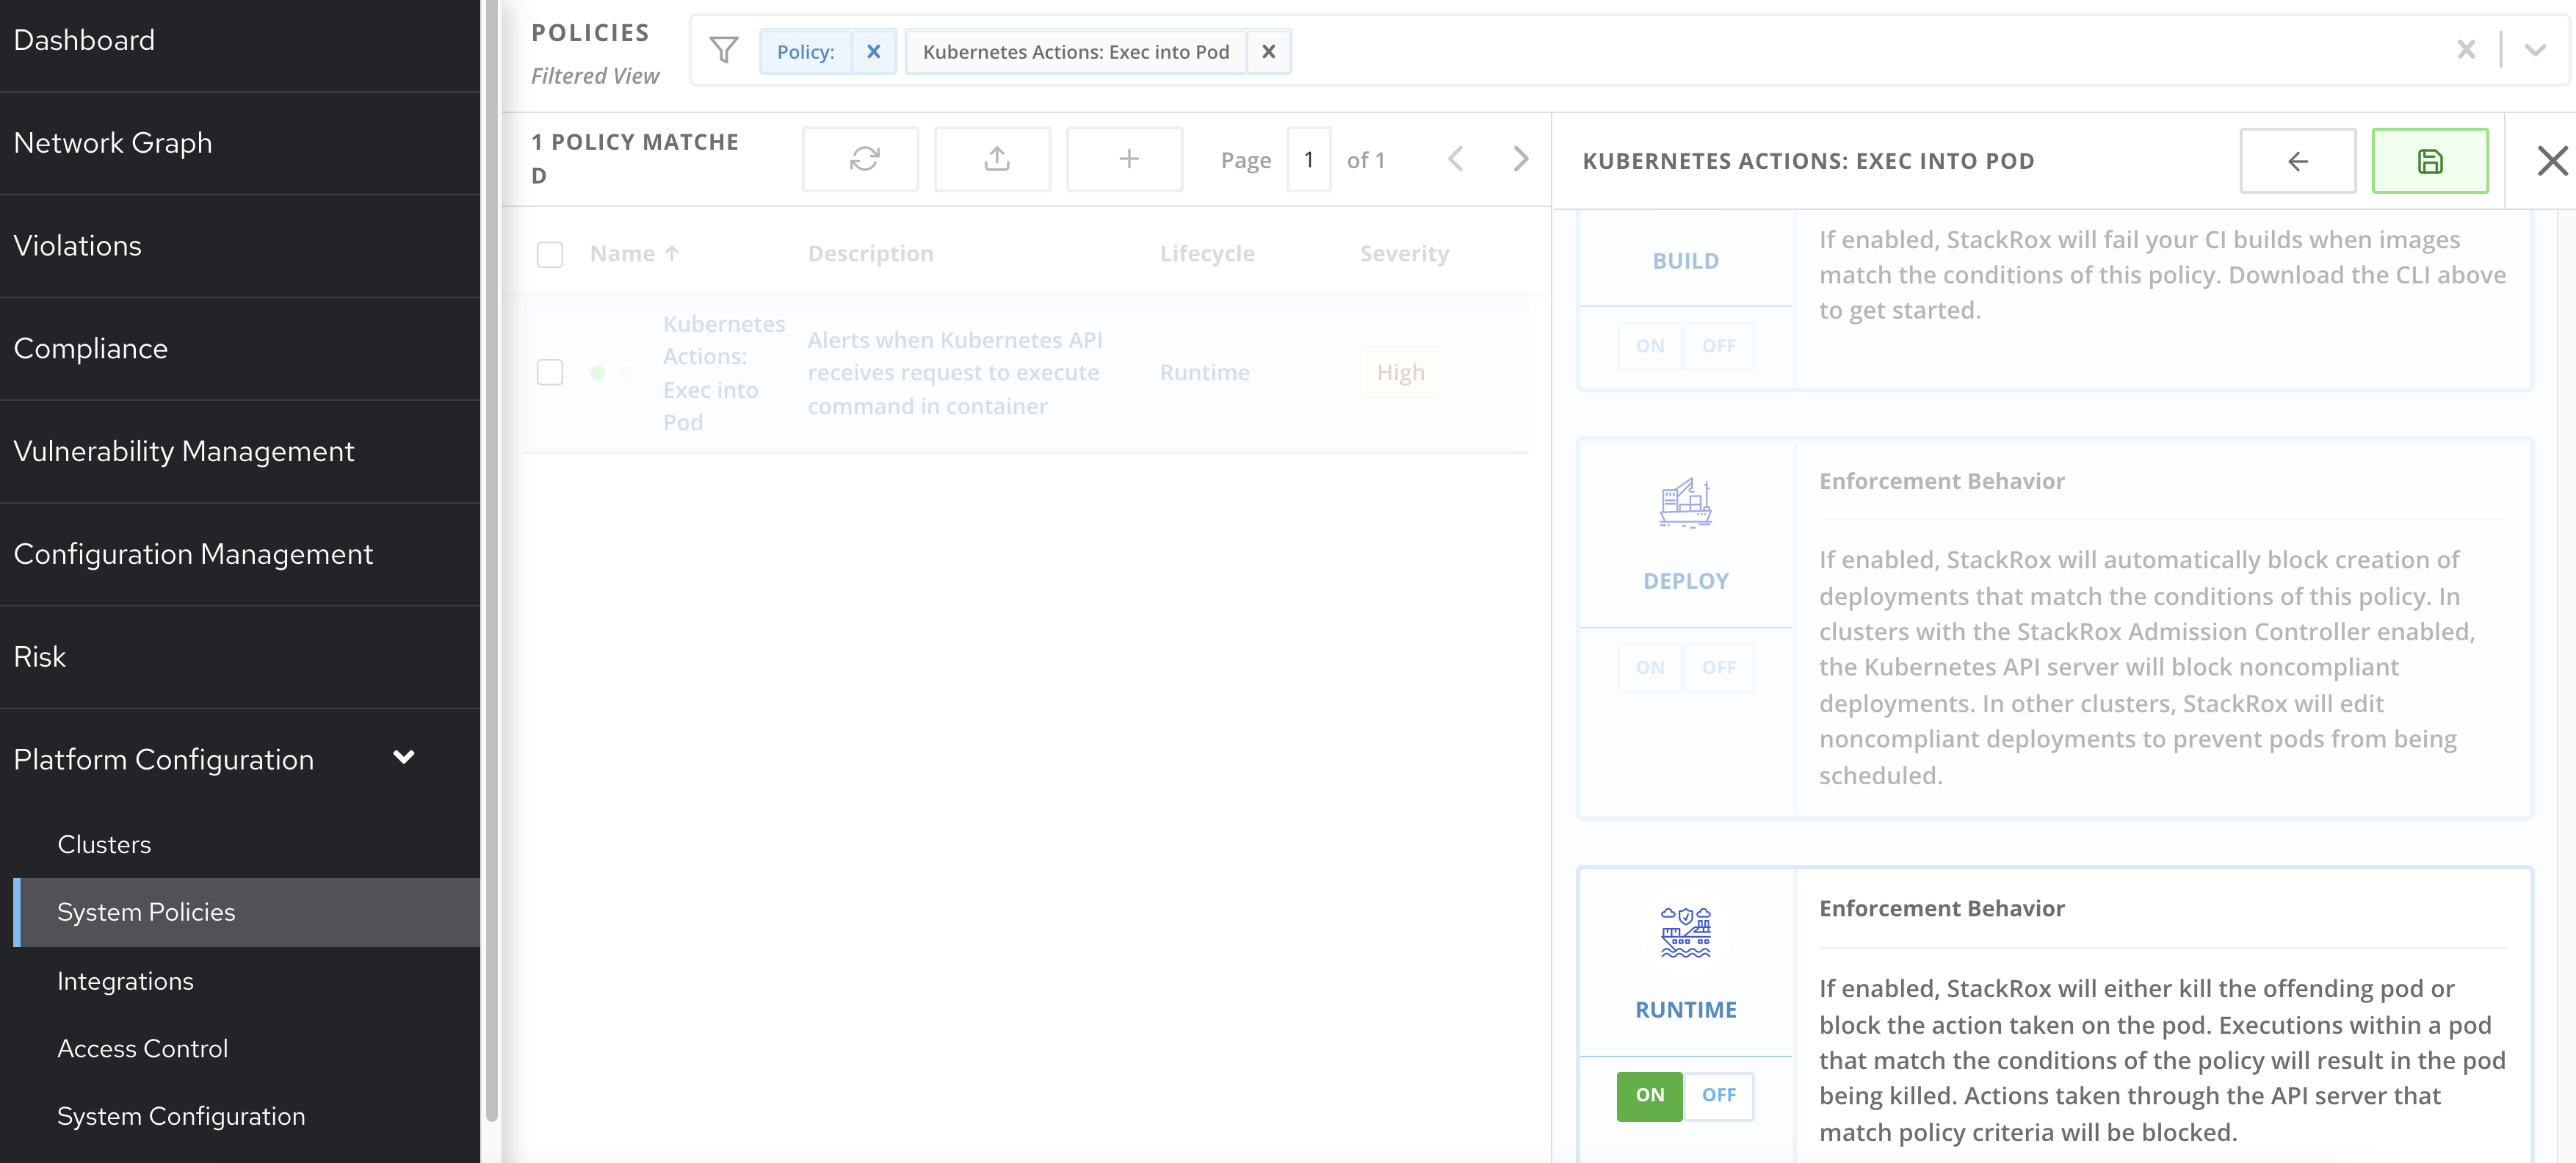 Dashboard
Network Graph
Violations
Compliance
Vulnerability Management
Configuration Management
Risk
Platform Configuration
Clusters
System Policies
Integrations
Access Control
System Configuration
POLICIES
Filtered View
Policy:
Kubernetes Actions: Exec into Pod
1 POLICY MATCHE
D
Page 1 of 1
Name Description Lifecycle Severity
Kubernetes
Actions:
Exec into
Pod
Alerts when Kubernetes API
receives request to execute
command in container
Runtime
High
KUBERNETES ACTIONS: EXEC INTO POD
BUILD
ON OFF
If enabled, StackRox will fail your CI builds when images
match the conditions of this policy. Download the CLI above
to get started.
DEPLOY
ON OFF
Enforcement Behavior
If enabled, StackRox will automatically block creation of
deployments that match the conditions of this policy. In
clusters with the StackRox Admission Controller enabled,
the Kubernetes API server will block noncompliant
deployments. In other clusters, StackRox will edit
noncompliant deployments to prevent pods from being
scheduled.
RUNTIME
ON OFF
Enforcement Behavior
If enabled, StackRox will either kill the offending pod or
block the action taken on the pod. Executions within a pod
that match the conditions of the policy will result in the pod
being killed. Actions taken through the API server that
match policy criteria will be blocked.